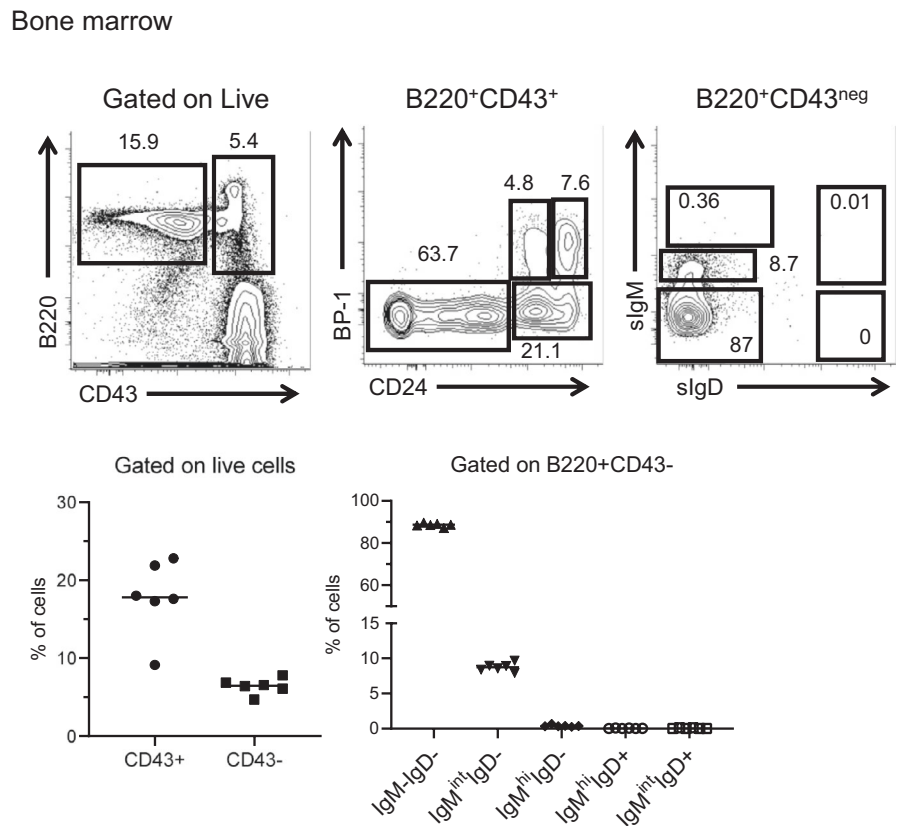 Bone marrow
Gated on Live
B220⁺CD43⁺
B220⁺CD43ⁿᵉᵍ
15.9
5.4
B220
CD43
4.8
7.6
63.7
21.1
BP-1
CD24
0.36
0.01
8.7
87
0
sIgM
sIgD
Gated on live cells
30
20
10
0
% of cells
CD43+
CD43-
Gated on B220+CD43-
100
80
60
15
10
5
0
% of cells
IgM-IgD-
IgMⁱⁿᵗIgD-
IgMʰⁱIgD-
IgMʰⁱIgD+
IgMⁱⁿᵗIgD+